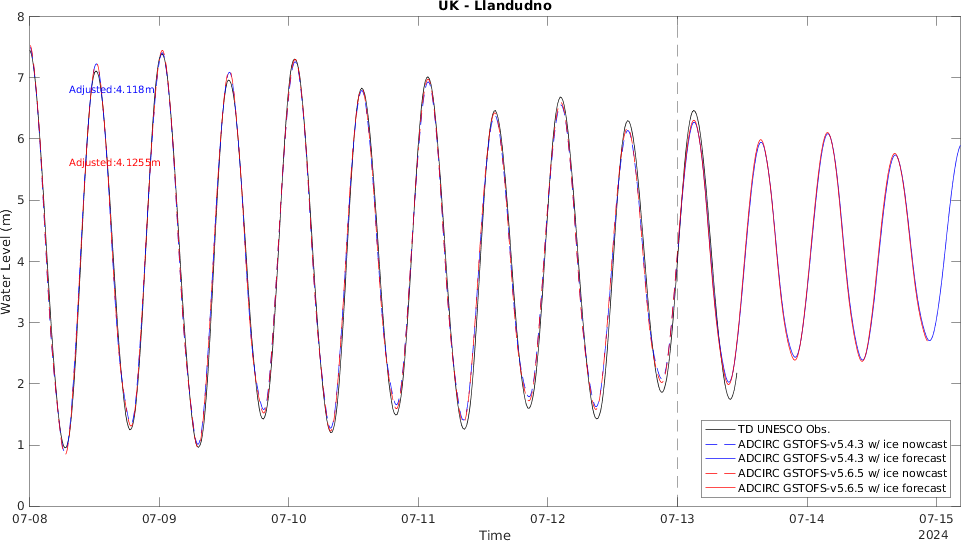 UK - Llandudno
8
7
6
5
4
3
2
1
0
Water Level (m)
Adjusted:4.118m
Adjusted:4.1255m
TD UNESCO Obs.
ADCIRC GSTOFS-v5.4.3 w/ ice nowcast
ADCIRC GSTOFS-v5.4.3 w/ ice forecast
ADCIRC GSTOFS-v5.6.5 w/ ice nowcast
ADCIRC GSTOFS-v5.6.5 w/ ice forecast
07-08 07-09 07-10 07-11 07-12 07-13 07-14 07-15
2024
Time